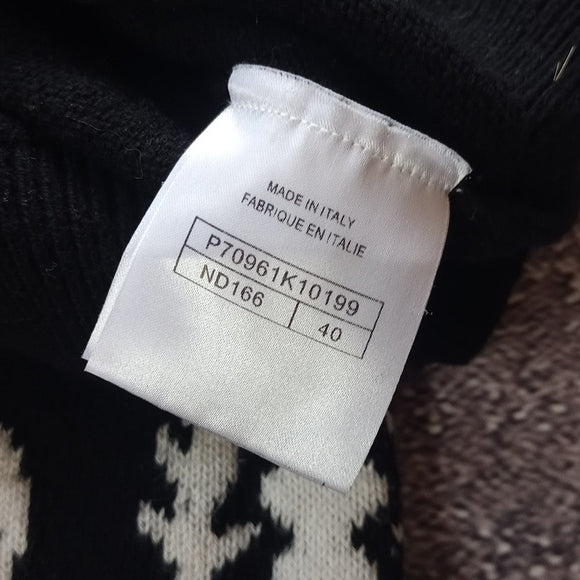 MADE IN ITALY
FABRIQUE EN ITALIE
P70961K10199
ND166 40